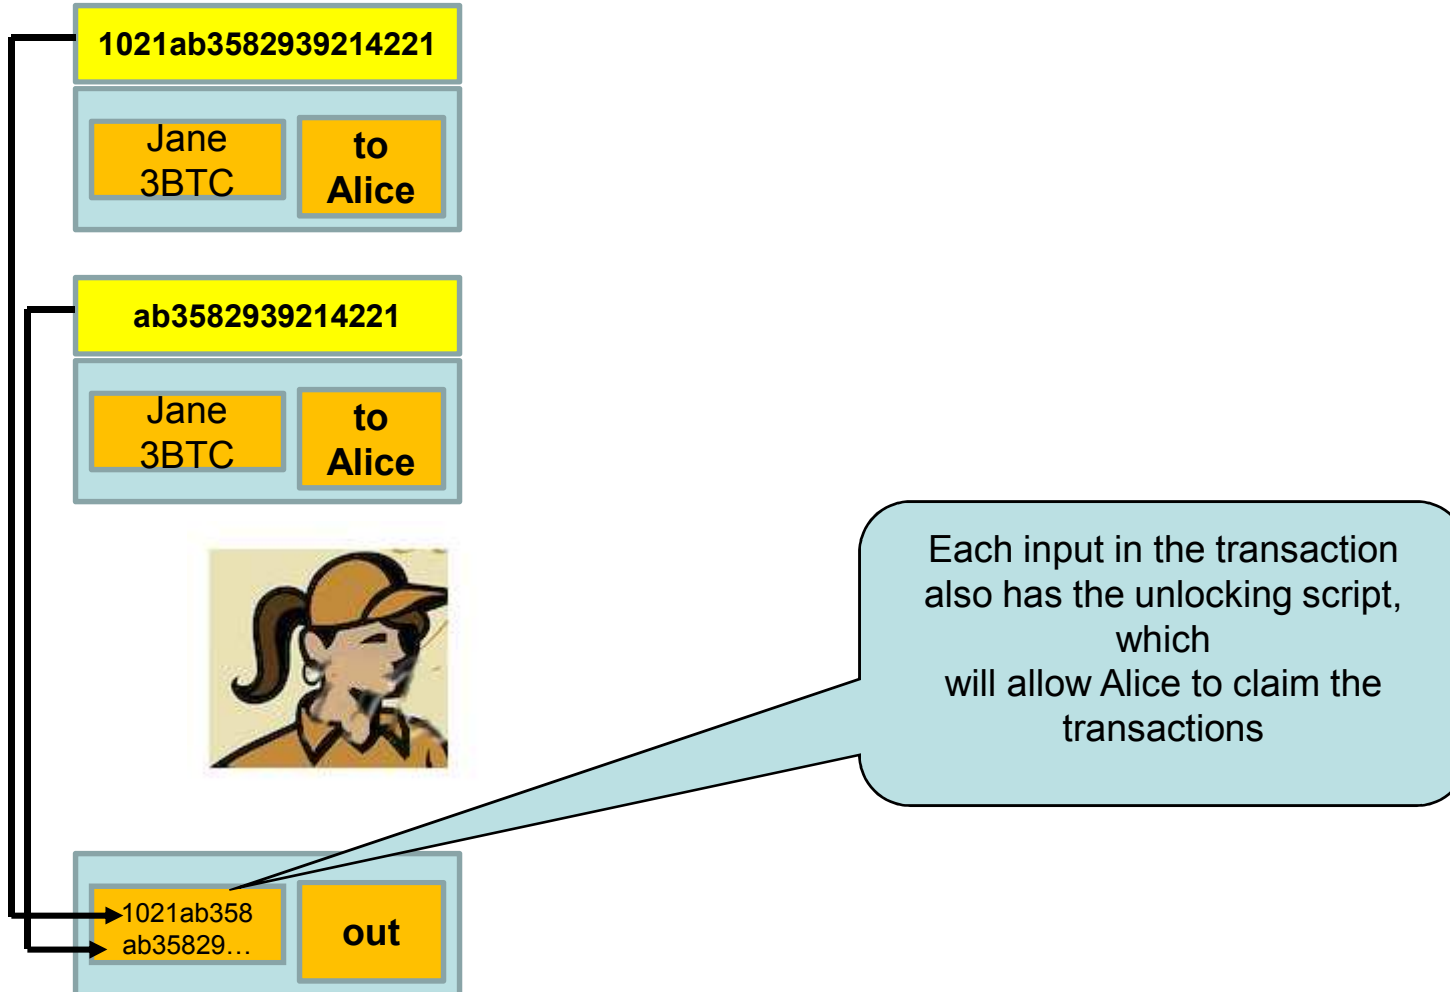 1021ab3582939214221
Jane
3BTC
to
Alice
ab3582939214221
Jane
3BTC
to
Alice
Each input in the transaction
also has the unlocking script,
which
will allow Alice to claim the
transactions
1021ab358
ab35829…
out